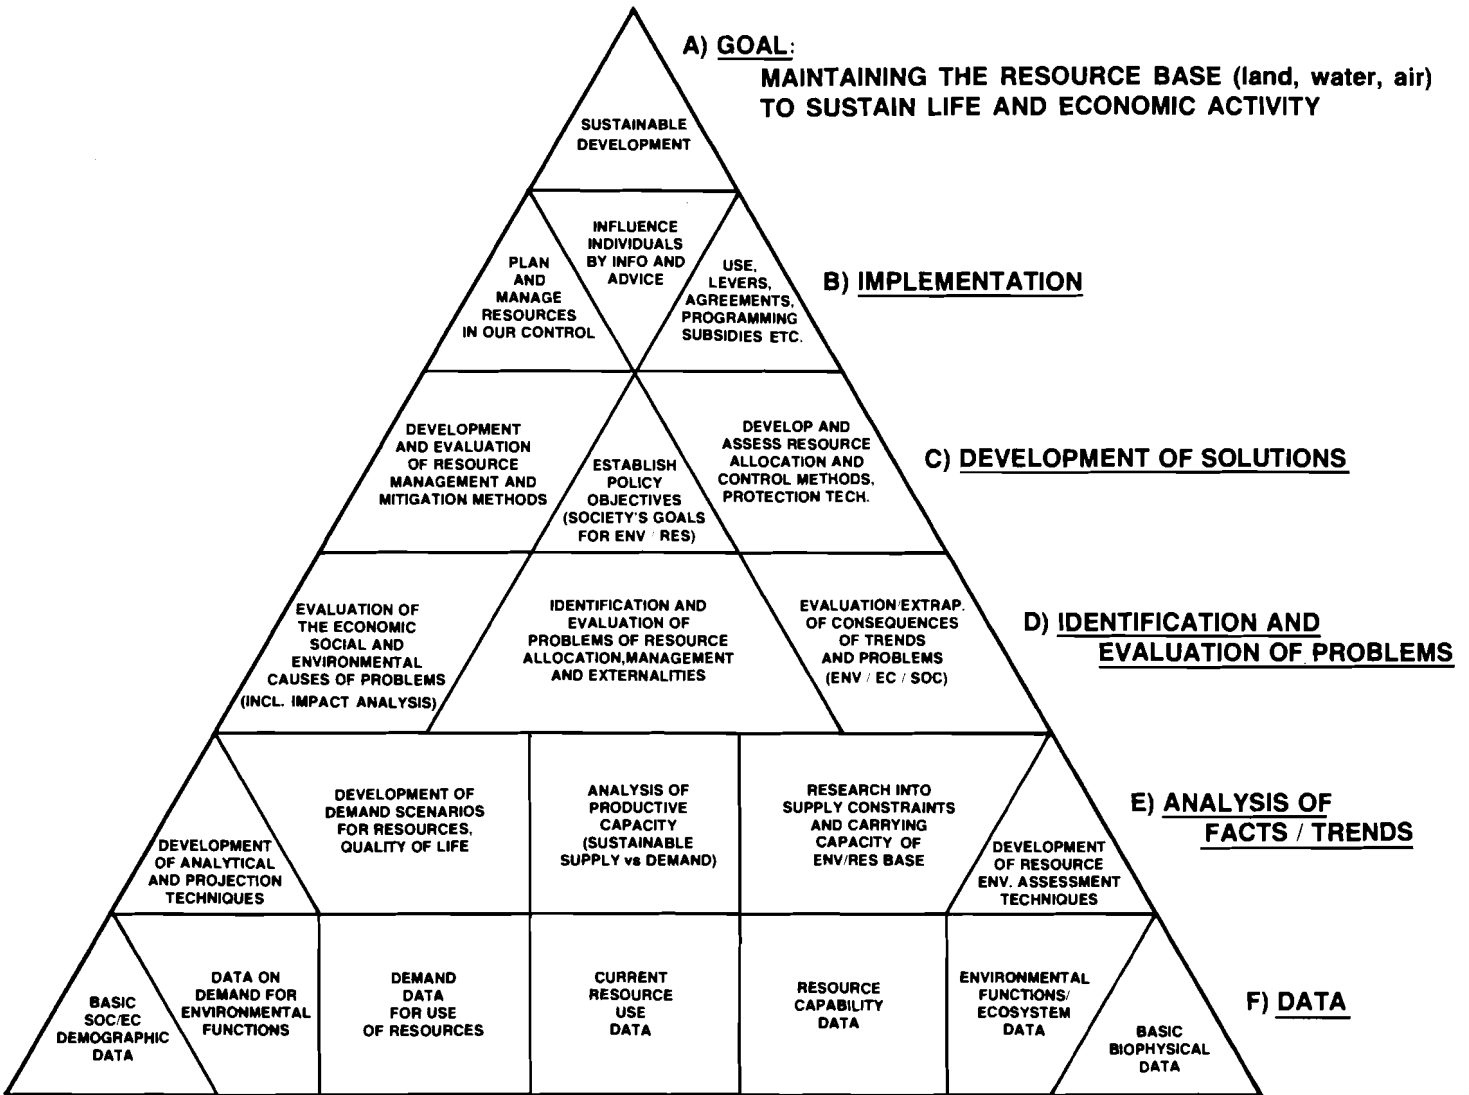 A) GOAL:
MAINTAINING THE RESOURCE BASE (land, water, air)
TO SUSTAIN LIFE AND ECONOMIC ACTIVITY
SUSTAINABLE
DEVELOPMENT
B) IMPLEMENTATION
PLAN
AND
MANAGE
RESOURCES
IN OUR CONTROL
INFLUENCE
INDIVIDUALS
BY INFO AND
ADVICE
USE,
LEVERS,
AGREEMENTS,
PROGRAMMING
SUBSIDIES ETC.
C) DEVELOPMENT OF SOLUTIONS
DEVELOPMENT
AND EVALUATION
OF RESOURCE
MANAGEMENT AND
MITIGATION METHODS
ESTABLISH
POLICY
OBJECTIVES
(SOCIETY'S GOALS
FOR ENV / RES)
DEVELOP AND
ASSESS RESOURCE
ALLOCATION AND
CONTROL METHODS,
PROTECTION TECH.
D) IDENTIFICATION AND
EVALUATION OF PROBLEMS
EVALUATION OF
THE ECONOMIC
SOCIAL AND
ENVIRONMENTAL
CAUSES OF PROBLEMS
(INCL. IMPACT ANALYSIS)
IDENTIFICATION AND
EVALUATION OF
PROBLEMS OF RESOURCE
ALLOCATION,MANAGEMENT
AND EXTERNALITIES
EVALUATION/EXTRAP.
OF CONSEQUENCES
OF TRENDS
AND PROBLEMS
(ENV / EC / SOC)
E) ANALYSIS OF
FACTS / TRENDS
DEVELOPMENT
OF ANALYTICAL
AND PROJECTION
TECHNIQUES
DEVELOPMENT OF
DEMAND SCENARIOS
FOR RESOURCES,
QUALITY OF LIFE
ANALYSIS OF
PRODUCTIVE
CAPACITY
(SUSTAINABLE
SUPPLY vs DEMAND)
RESEARCH INTO
SUPPLY CONSTRAINTS
AND CARRYING
CAPACITY OF
ENV/RES BASE
DEVELOPMENT
OF RESOURCE
ENV. ASSESSMENT
TECHNIQUES
F) DATA
BASIC
SOC/EC
DEMOGRAPHIC
DATA
DATA ON
DEMAND FOR
ENVIRONMENTAL
FUNCTIONS
DEMAND
DATA
FOR USE
OF RESOURCES
CURRENT
RESOURCE
USE
DATA
RESOURCE
CAPABILITY
DATA
ENVIRONMENTAL
FUNCTIONS/
ECOSYSTEM
DATA
BASIC
BIOPHYSICAL
DATA